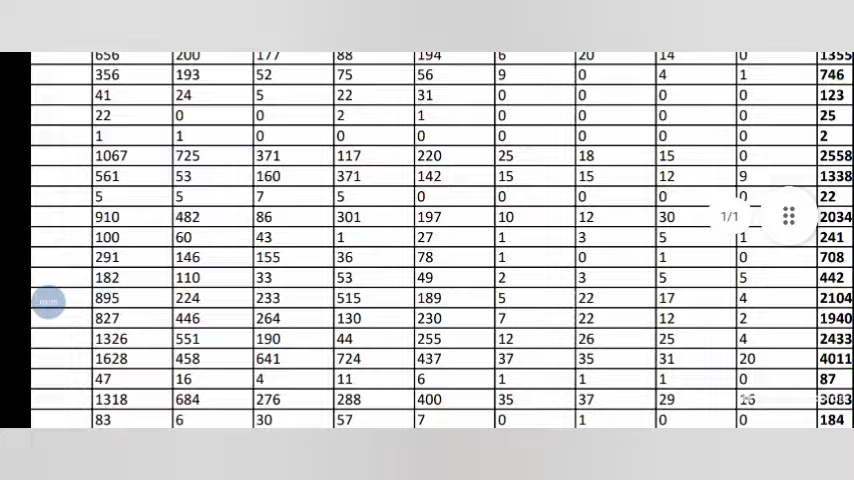 656 200 177 88 194 6 20 14 0 1355
356 193 52 75 56 9 0 4 1 746
41 24 5 22 31 0 0 0 0 123
22 0 0 2 1 0 0 0 0 25
1 1 0 0 0 0 0 0 0 2
1067 725 371 117 220 25 18 15 0 2558
561 53 160 371 142 15 15 12 9 1338
5 5 7 5 0 0 0 0 0 22
910 482 86 301 197 10 12 30 1/1 2034
100 60 43 1 27 1 3 5 1 241
291 146 155 36 78 1 0 1 0 708
182 110 33 53 49 2 3 5 5 442
895 224 233 515 189 5 22 17 4 2104
827 446 264 130 230 7 22 12 2 1940
1326 551 190 44 255 12 26 25 4 2433
1628 458 641 724 437 37 35 31 20 4011
47 16 4 11 6 1 1 1 0 87
1318 684 276 288 400 35 37 29 16 3083
83 6 30 57 7 0 1 0 0 184